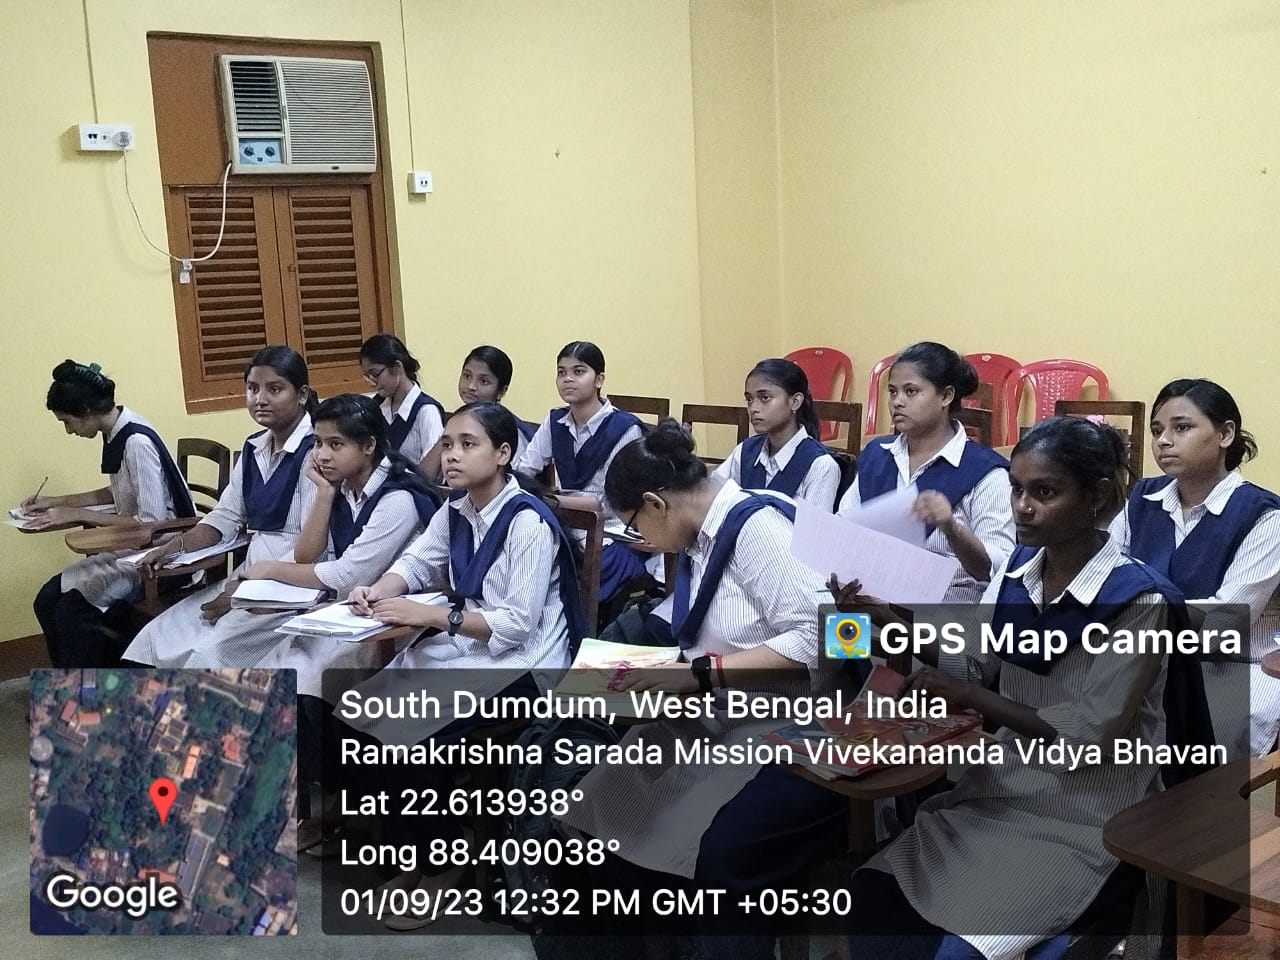 GPS Map Camera
South Dumdum, West Bengal, India
Ramakrishna Sarada Mission Vivekananda Vidya Bhavan
Lat 22.613938°
Long 88.409038°
01/09/23 12:32 PM GMT +05:30
Google